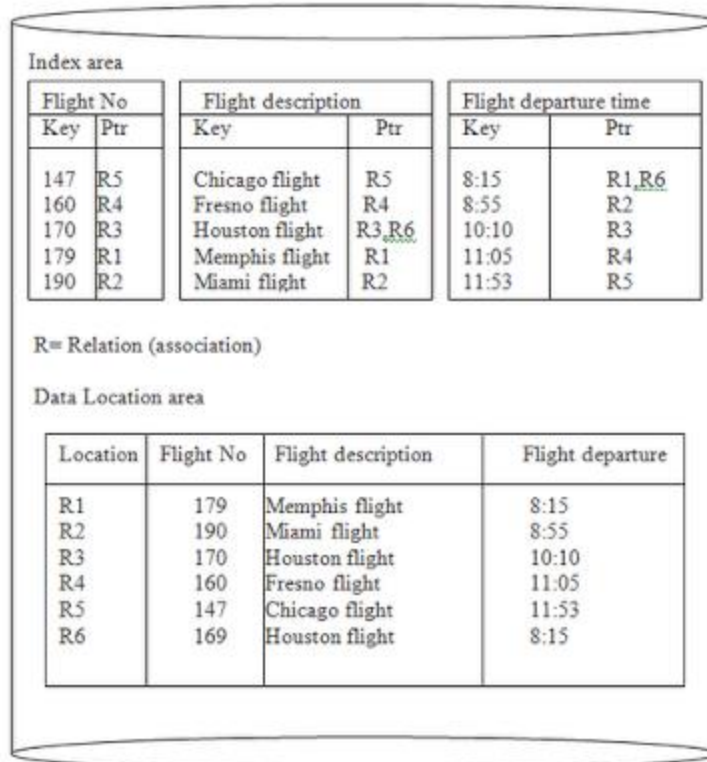 Index area
Flight No Flight description Flight departure time
Key Ptr Key Ptr Key Ptr
147 R5 Chicago flight R5 8:15 R1,R6
160 R4 Fresno flight R4 8:55 R2
170 R3 Houston flight R3,R6 10:10 R3
179 R1 Memphis flight R1 11:05 R4
190 R2 Miami flight R2 11:53 R5
R= Relation (association)
Data Location area
Location Flight No Flight description Flight departure
R1 179 Memphis flight 8:15
R2 190 Miami flight 8:55
R3 170 Houston flight 10:10
R4 160 Fresno flight 11:05
R5 147 Chicago flight 11:53
R6 169 Houston flight 8:15